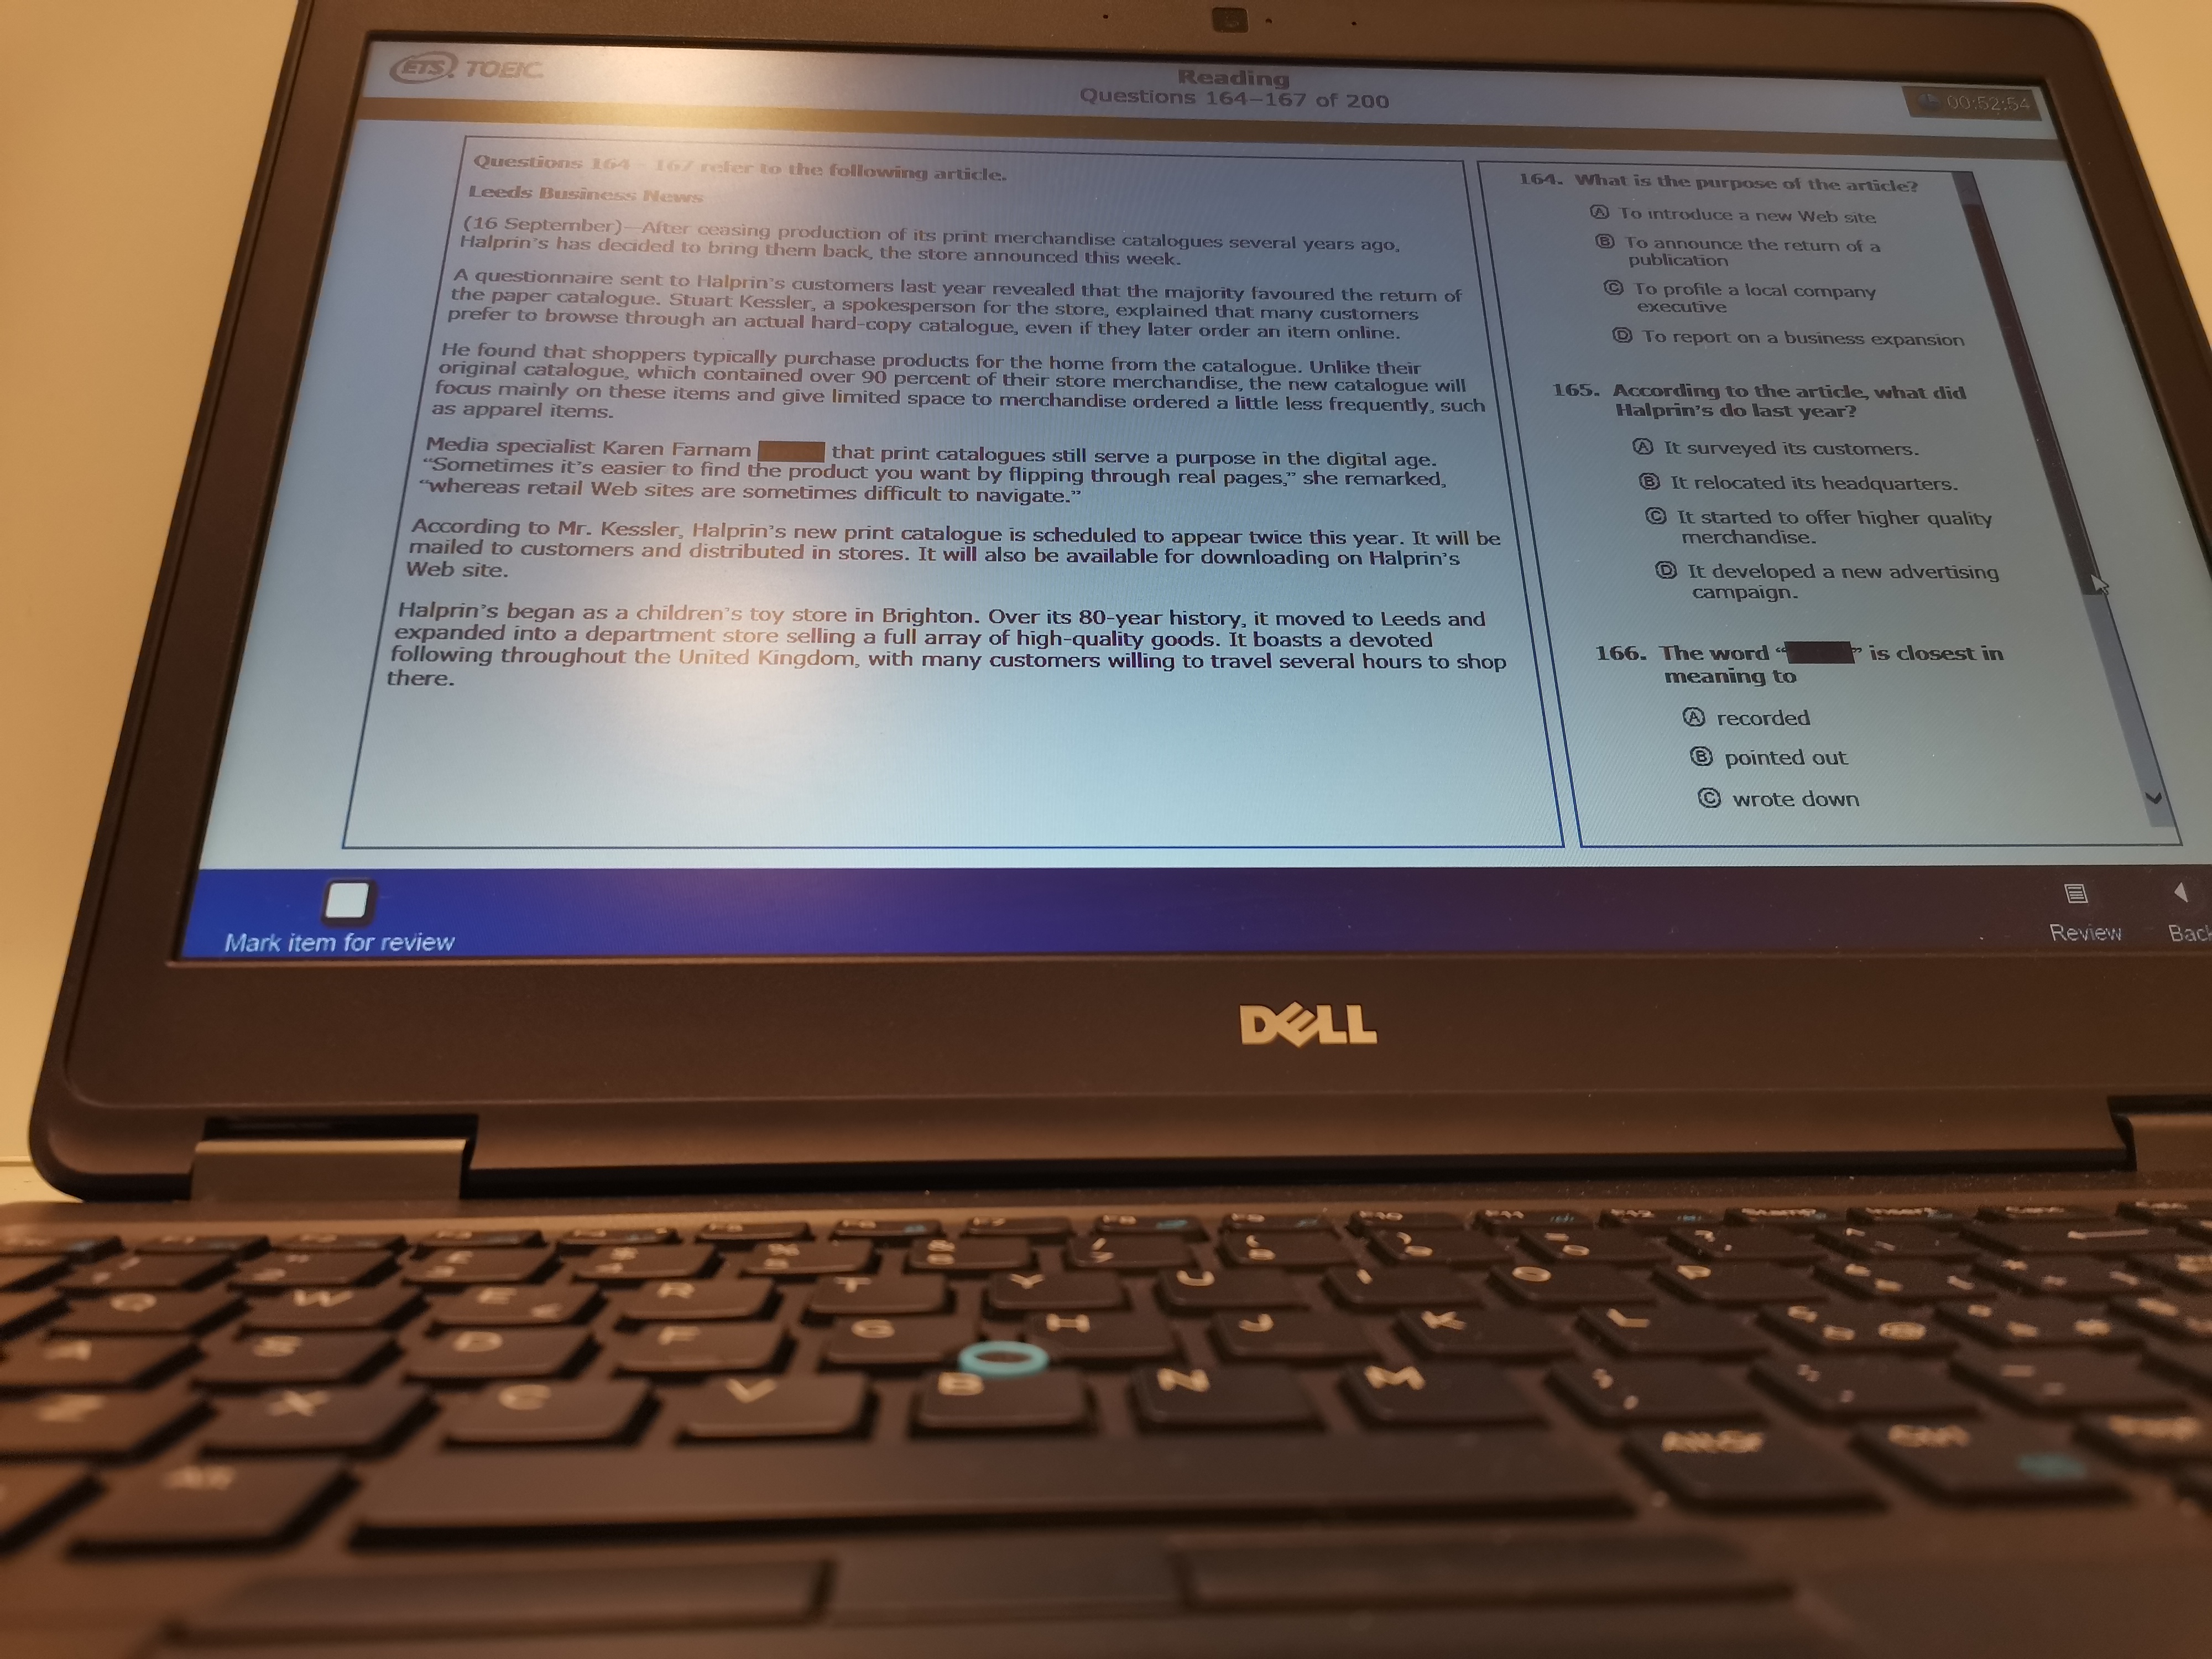 ETS TOEIC
Reading
Questions 164–167 of 200
00:52:54
Questions 164 - 167 refer to the following article.
Leeds Business News
(16 September)—After ceasing production of its print merchandise catalogues several years ago,
Halprin's has decided to bring them back, the store announced this week.
A questionnaire sent to Halprin's customers last year revealed that the majority favoured the return of
the paper catalogue. Stuart Kessler, a spokesperson for the store, explained that many customers
prefer to browse through an actual hard-copy catalogue, even if they later order an item online.
He found that shoppers typically purchase products for the home from the catalogue. Unlike their
original catalogue, which contained over 90 percent of their store merchandise, the new catalogue will
focus mainly on these items and give limited space to merchandise ordered a little less frequently, such
as apparel items.
Media specialist Karen Farnam that print catalogues still serve a purpose in the digital age.
“Sometimes it's easier to find the product you want by flipping through real pages,” she remarked,
“whereas retail Web sites are sometimes difficult to navigate.”
According to Mr. Kessler, Halprin's new print catalogue is scheduled to appear twice this year. It will be
mailed to customers and distributed in stores. It will also be available for downloading on Halprin's
Web site.
Halprin's began as a children's toy store in Brighton. Over its 80-year history, it moved to Leeds and
expanded into a department store selling a full array of high-quality goods. It boasts a devoted
following throughout the United Kingdom, with many customers willing to travel several hours to shop
there.
164. What is the purpose of the article?
A To introduce a new Web site
B To announce the return of a
publication
C To profile a local company
executive
D To report on a business expansion
165. According to the article, what did
Halprin's do last year?
A It surveyed its customers.
B It relocated its headquarters.
C It started to offer higher quality
merchandise.
D It developed a new advertising
campaign.
166. The word “ ” is closest in
meaning to
A recorded
B pointed out
C wrote down
Mark item for review
Review
Back
DELL
Q W E R T Y U I O P
A S D F G H J K L
Z X C V B N M
Alt
Alt Gr